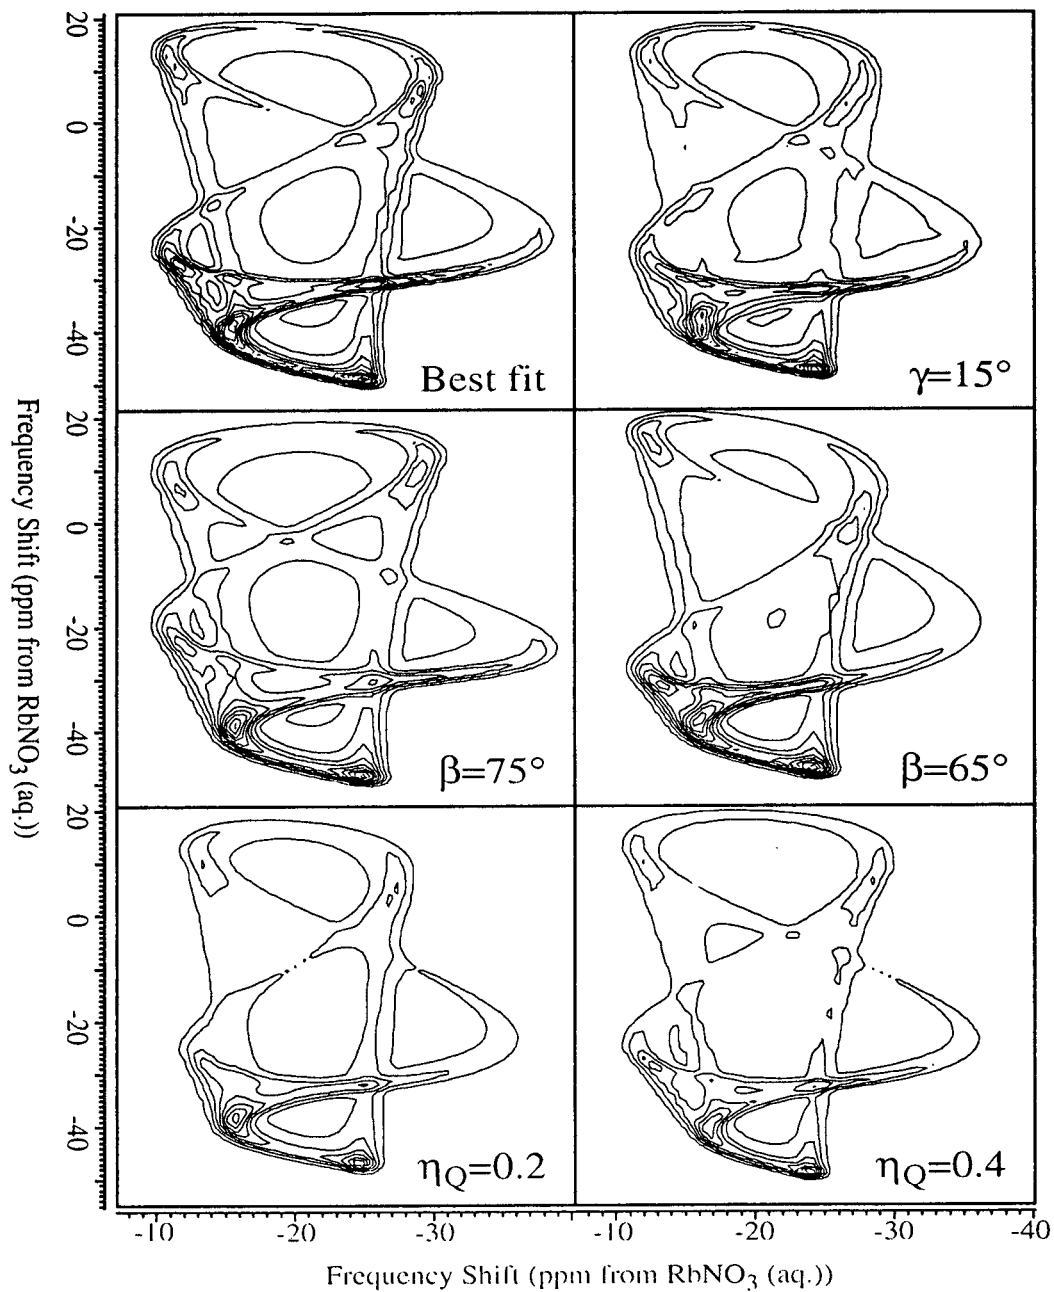 20
0
-20
-40
Best fit
γ=15°
20
0
-20
-40
β=75°
β=65°
20
0
-20
-40
η_Q=0.2
η_Q=0.4
Frequency Shift (ppm from RbNO₃ (aq.))
-10 -20 -30 -10 -20 -30 -40
Frequency Shift (ppm from RbNO₃ (aq.))